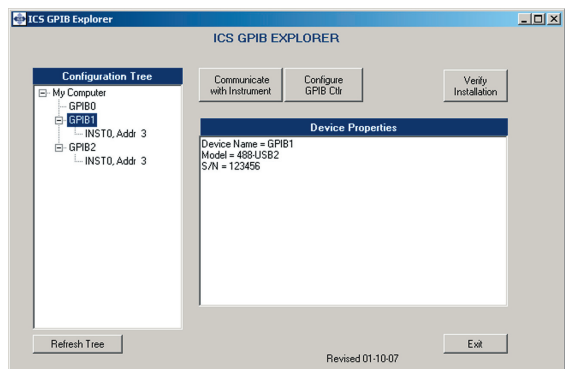 ICS GPIB Explorer
ICS GPIB EXPLORER
Configuration Tree
My Computer
GPIB0
GPIB1
INST0, Addr 3
GPIB2
INST0, Addr 3
Refresh Tree
Communicate
with Instrument
Configure
GPIB Ctlr
Verify
Installation
Device Properties
Device Name = GPIB1
Model = 488-USB2
S/N = 123456
Exit
Revised 01-10-07